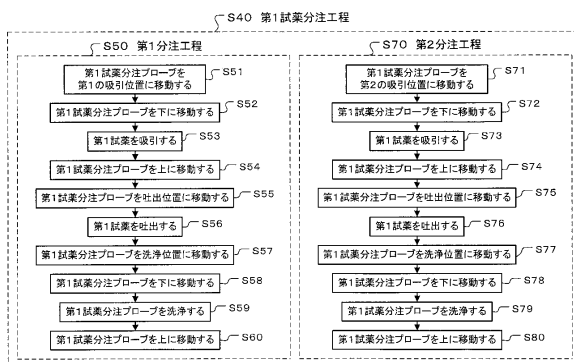 S40 第1試薬分注工程
S50 第1分注工程
第1試薬分注プローブを
第1の吸引位置に移動する
S51
第1試薬分注プローブを下に移動する
S52
第1試薬を吸引する
S53
第1試薬分注プローブを上に移動する
S54
第1試薬分注プローブを吐出位置に移動する
S55
第1試薬を吐出する
S56
第1試薬分注プローブを洗浄位置に移動する
S57
第1試薬分注プローブを下に移動する
S58
第1試薬分注プローブを洗浄する
S59
第1試薬分注プローブを上に移動する
S60
S70 第2分注工程
第1試薬分注プローブを
第2の吸引位置に移動する
S71
第1試薬分注プローブを下に移動する
S72
第1試薬を吸引する
S73
第1試薬分注プローブを上に移動する
S74
第1試薬分注プローブを吐出位置に移動する
S75
第1試薬を吐出する
S76
第1試薬分注プローブを洗浄位置に移動する
S77
第1試薬分注プローブを下に移動する
S78
第1試薬分注プローブを洗浄する
S79
第1試薬分注プローブを上に移動する
S80